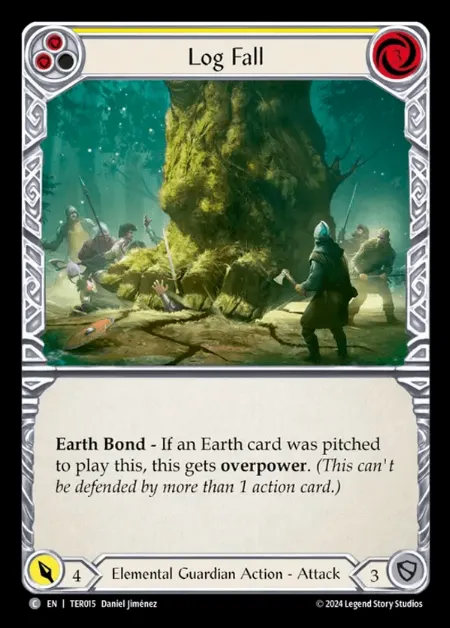 Log Fall
3
Earth Bond - If an Earth card was pitched
to play this, this gets overpower. (This can't
be defended by more than 1 action card.)
4
Elemental Guardian Action - Attack
3
C EN | TER015 Daniel Jiménez
© 2024 Legend Story Studios